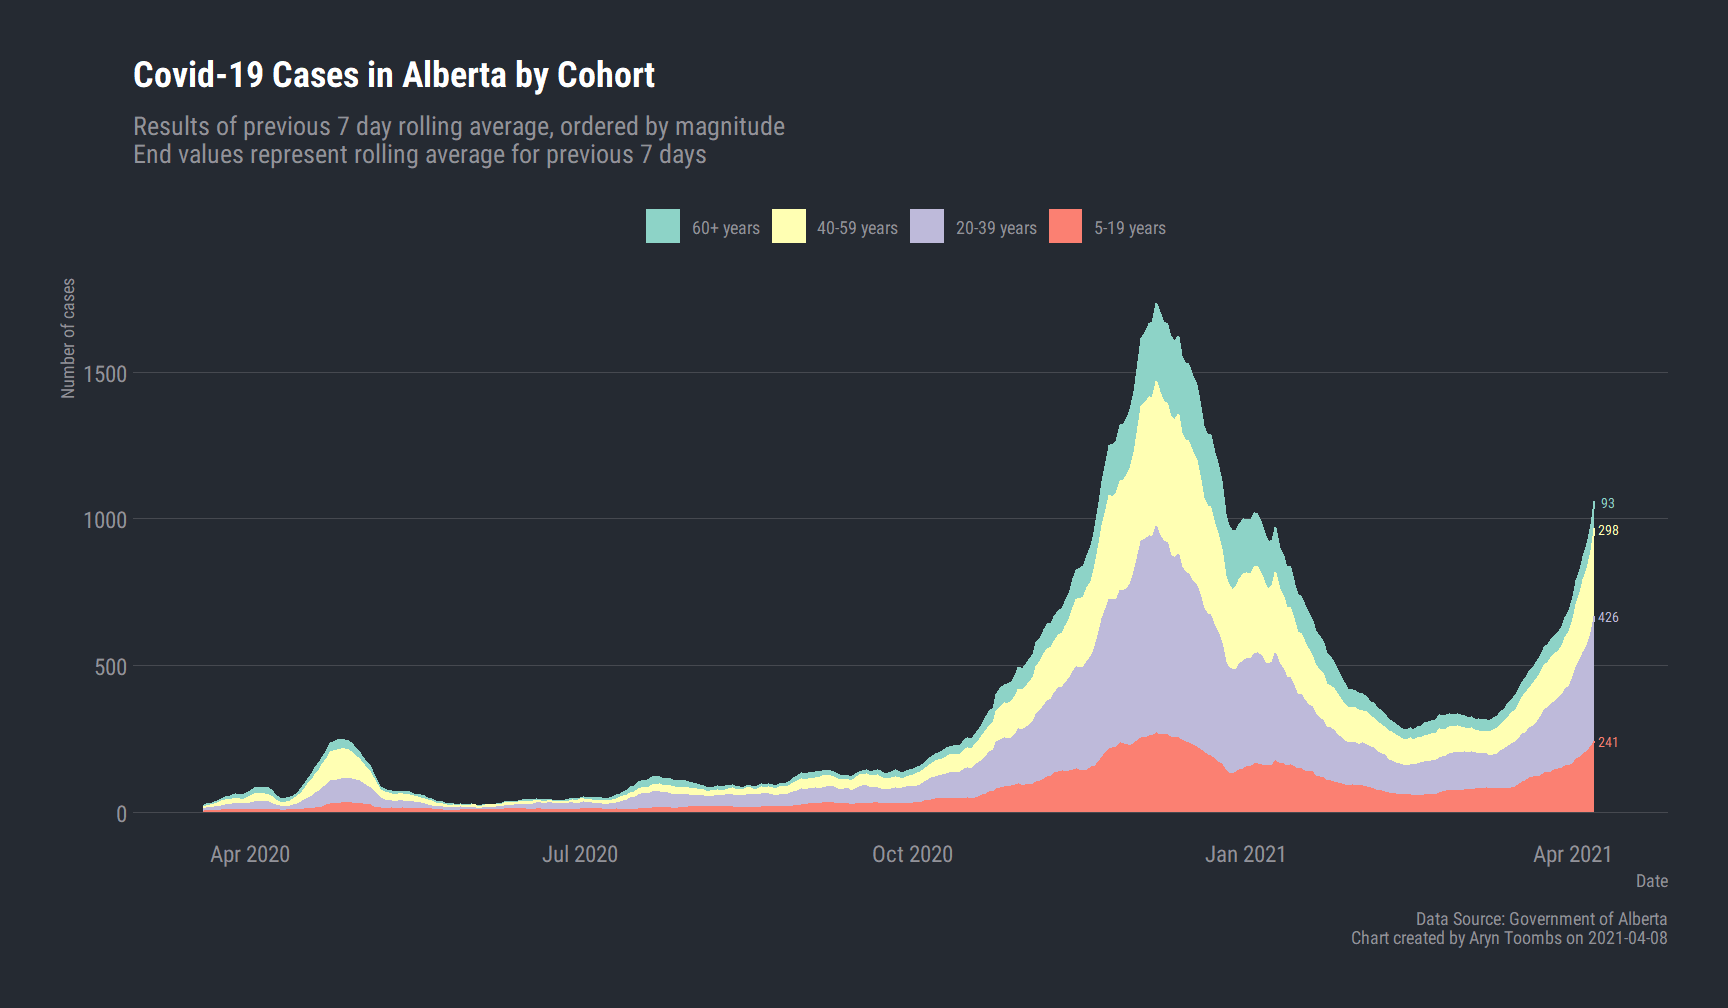 Covid-19 Cases in Alberta by Cohort
Results of previous 7 day rolling average, ordered by magnitude
End values represent rolling average for previous 7 days
60+ years 40-59 years 20-39 years 5-19 years
Number of cases
1500
1000
500
0
93
298
426
241
Apr 2020 Jul 2020 Oct 2020 Jan 2021 Apr 2021
Date
Data Source: Government of Alberta
Chart created by Aryn Toombs on 2021-04-08